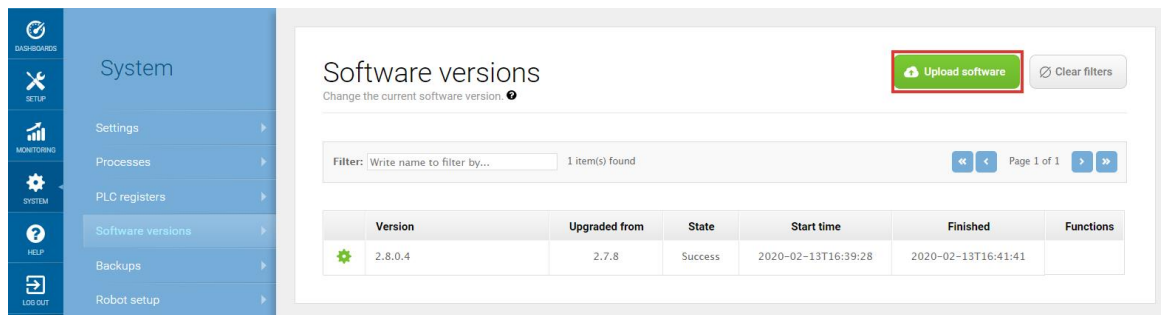 DASHBOARDS
SETUP
MONITORING
SYSTEM
HELP
LOG OUT
System
Settings
Processes
PLC registers
Software versions
Backups
Robot setup
Software versions
Change the current software version.
Upload software
Clear filters
Filter: Write name to filter by... 1 item(s) found
« ‹ Page 1 of 1 › »
Version Upgraded from State Start time Finished Functions
2.8.0.4 2.7.8 Success 2020-02-13T16:39:28 2020-02-13T16:41:41